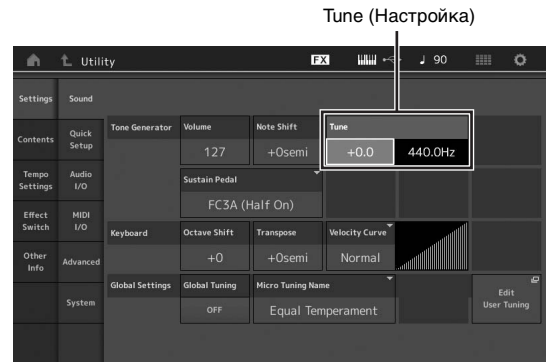 Tune (Настройка)
Utility FX 90
Settings Sound
Tone Generator Volume Note Shift Tune
127 +0semi +0.0 440.0Hz
Contents Quick Setup
Sustain Pedal
FC3A (Half On)
Tempo Settings Audio I/O
Effect Switch MIDI I/O
Keyboard Octave Shift Transpose Velocity Curve
+0 +0semi Normal
Other Info Advanced
Global Settings Global Tuning Micro Tuning Name
OFF Equal Temperament Edit User Tuning
System